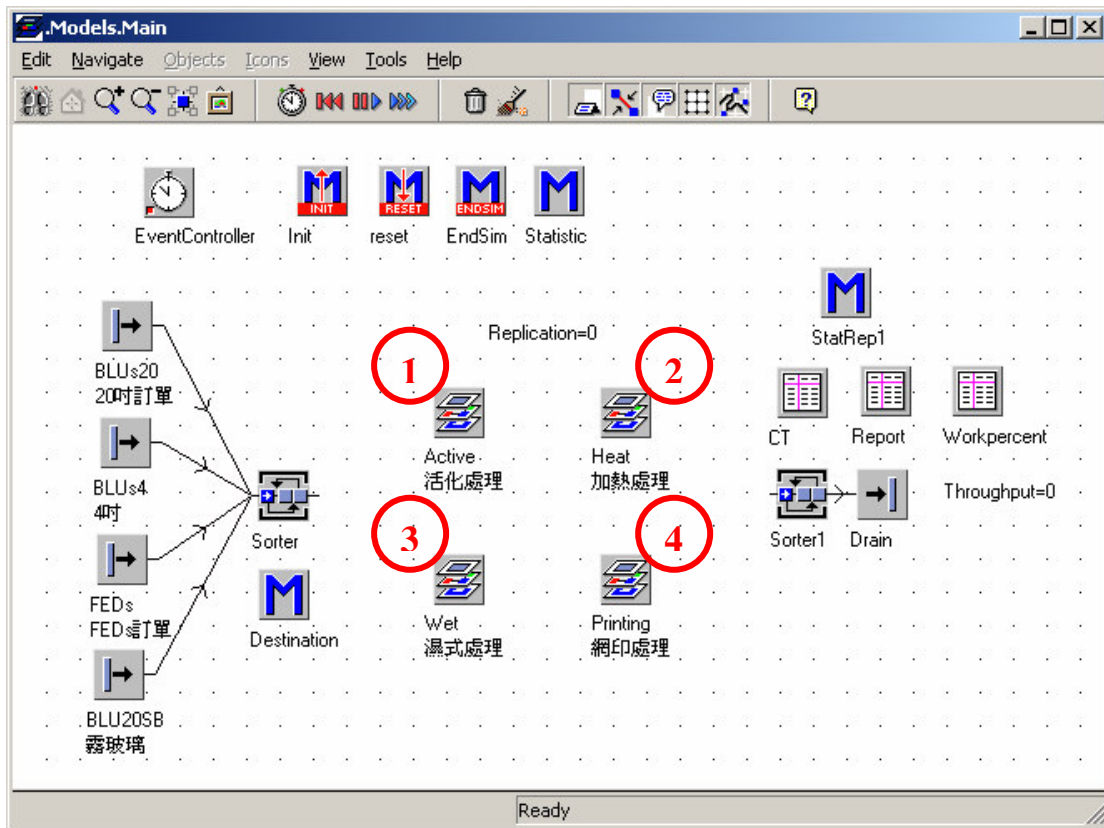 .Models.Main
Edit Navigate Objects Icons View Tools Help
INIT RESET ENDSIM
EventController Init reset EndSim Statistic
Replication=0
StatRep1
BLUs20
20吋訂單
1
2
Active
活化處理
Heat
加熱處理
CT Report Workpercent
BLUs4
4吋
Sorter
Throughput=0
Sorter1 Drain
3
4
FEDs
FEDs訂單
Destination
Wet
濕式處理
Printing
網印處理
BLU20SB
霧玻璃
Ready